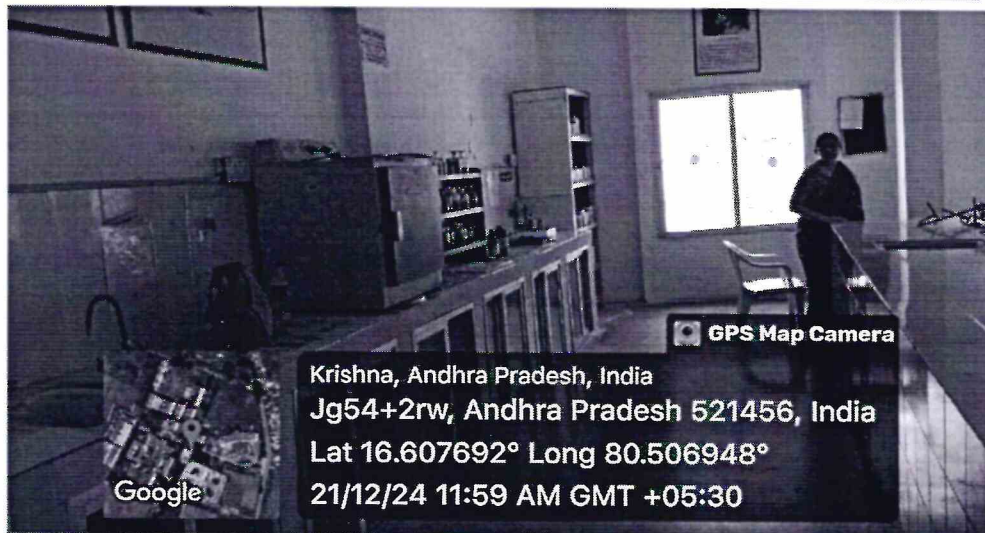 GPS Map Camera
Krishna, Andhra Pradesh, India
Jg54+2rw, Andhra Pradesh 521456, India
Lat 16.607692° Long 80.506948°
21/12/24 11:59 AM GMT +05:30
Google